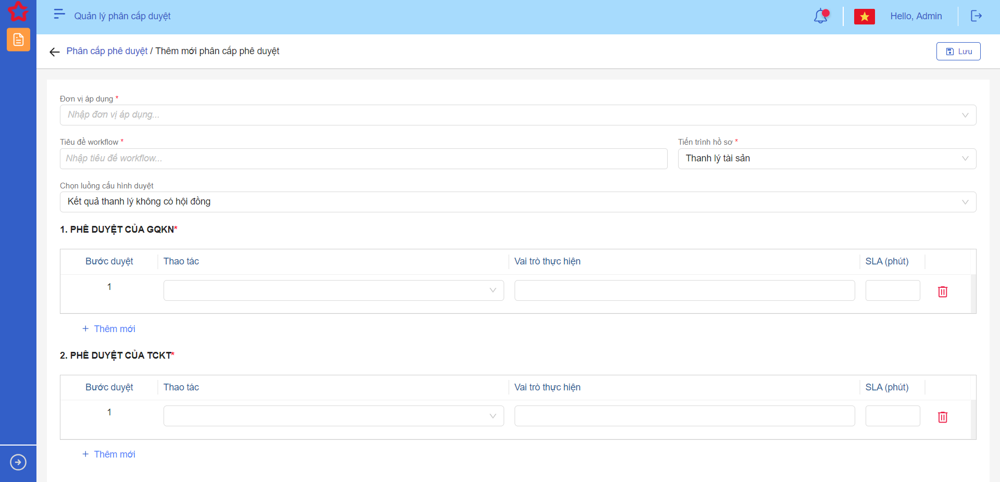 Quản lý phân cấp duyệt
Hello, Admin
Phân cấp phê duyệt / Thêm mới phân cấp phê duyệt
Lưu
Đơn vị áp dụng *
Nhập đơn vị áp dụng...
Tiêu đề workflow *
Tiến trình hồ sơ *
Nhập tiêu đề workflow...
Thanh lý tài sản
Chọn luồng cấu hình duyệt
Kết quả thanh lý không có hội đồng
1. PHÊ DUYỆT CỦA GQKN*
Bước duyệt
Thao tác
Vai trò thực hiện
SLA (phút)
1
+ Thêm mới
2. PHÊ DUYỆT CỦA TCKT*
Bước duyệt
Thao tác
Vai trò thực hiện
SLA (phút)
1
+ Thêm mới